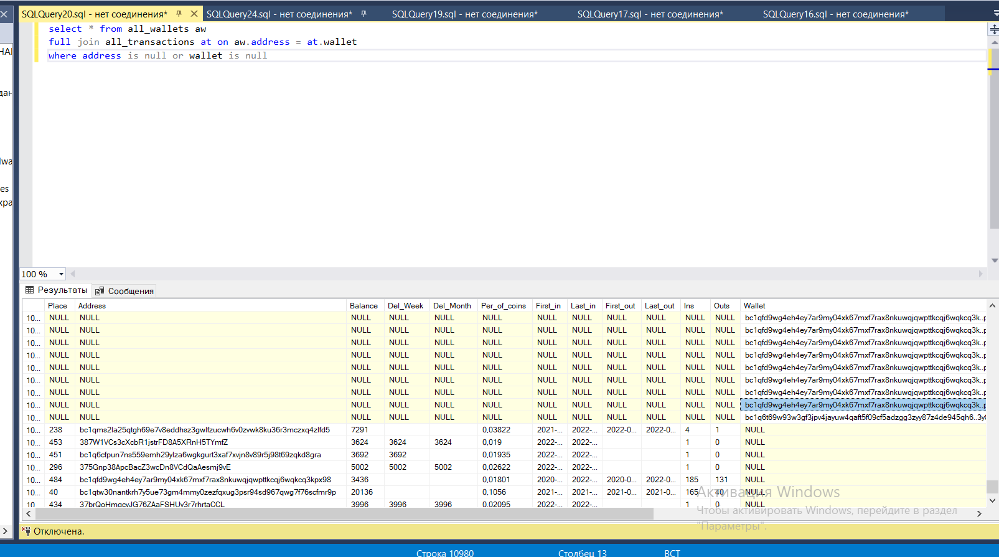 SQLQuery20.sql - нет соединения* SQLQuery24.sql - нет соединения* SQLQuery19.sql - нет соединения* SQLQuery17.sql - нет соединения* SQLQuery16.sql - нет соединения*
select * from all_wallets aw
full join all_transactions at on aw.address = at.wallet
where address is null or wallet is null
100 %
Результаты Сообщения
Place Address Balance Del_Week Del_Month Per_of_coins First_in Last_in First_out Last_out Ins Outs Wallet
10... NULL NULL NULL NULL NULL NULL NULL NULL NULL NULL NULL NULL bc1qfd9wg4eh4ey7ar9my04xk67mxf7rax8nkuwqjqwpttkcqj6wqkcq3k..p
10... NULL NULL NULL NULL NULL NULL NULL NULL NULL NULL NULL NULL bc1qfd9wg4eh4ey7ar9my04xk67mxf7rax8nkuwqjqwpttkcqj6wqkcq3k..p
10... NULL NULL NULL NULL NULL NULL NULL NULL NULL NULL NULL NULL bc1qfd9wg4eh4ey7ar9my04xk67mxf7rax8nkuwqjqwpttkcqj6wqkcq3k..p
10... NULL NULL NULL NULL NULL NULL NULL NULL NULL NULL NULL NULL bc1qfd9wg4eh4ey7ar9my04xk67mxf7rax8nkuwqjqwpttkcqj6wqkcq3k..p
10... NULL NULL NULL NULL NULL NULL NULL NULL NULL NULL NULL NULL bc1qfd9wg4eh4ey7ar9my04xk67mxf7rax8nkuwqjqwpttkcqj6wqkcq3k..p
10... NULL NULL NULL NULL NULL NULL NULL NULL NULL NULL NULL NULL bc1qfd9wg4eh4ey7ar9my04xk67mxf7rax8nkuwqjqwpttkcqj6wqkcq3k..p
10... NULL NULL NULL NULL NULL NULL NULL NULL NULL NULL NULL NULL bc1qfd9wg4eh4ey7ar9my04xk67mxf7rax8nkuwqjqwpttkcqj6wqkcq3k..p
10... NULL NULL NULL NULL NULL NULL NULL NULL NULL NULL NULL NULL bc1qfd9wg4eh4ey7ar9my04xk67mxf7rax8nkuwqjqwpttkcqj6wqkcq3k..p
10... NULL NULL NULL NULL NULL NULL NULL NULL NULL NULL NULL NULL bc1q6t69w93w3gf3jpv4jayuw4qaft5f09cf5adzgg3zyy87z4de945qh6..3y8
10... 238 bc1qms2la25qtgh69e7v8eddhsz3gwlfzucwh6v0zvwk8ku36r3mczxq4zlfd5 7291 0,03822 2021-... 2022-... 2022-0... 2022-0... 4 1 NULL
10... 453 387W1VCs3cXcbR1jstrFD8A5XRnH5TYmfZ 3624 3624 3624 0,019 2022-... 2022-... 1 0 NULL
10... 451 bc1q6cfpun7ns559emh29ylza6wgkgurt3xaf7xvjn8v89r5j98t69zqkd8gra 3692 3692 0,01935 2022-... 2022-... 1 0 NULL
10... 296 375Gnp38ApcBacZ3wcDn8VCdQaAesmj9vE 5002 5002 5002 0,02622 2022-... 2022-... 1 0 NULL
10... 484 bc1qfd9wg4eh4ey7ar9my04xk67mxf7rax8nkuwqjqwpttkcqj6wqkcq3kpx98 3436 0,01801 2020-... 2022-... 2020-0... 2022-0... 185 131 NULL
10... 40 bc1qtw30nantkrh7y5ue73gm4mmy0zezfqxug3psr94sd967qwg7f76scfmr9p 20136 0,1056 2021-... 2021-... 2021-0... 2021-0... 165 40 NULL
10 434 37brQoHmqcvJG76ZAaFSHUv3r7rhrtaCCL 3996 3996 3996 0.02095 2022-... 2022-... 1 0 NULL
Активация Windows
Чтобы активировать Windows, перейдите в раздел
"Параметры".
Отключена.
Строка 10980 Столбец 13 ВСТ